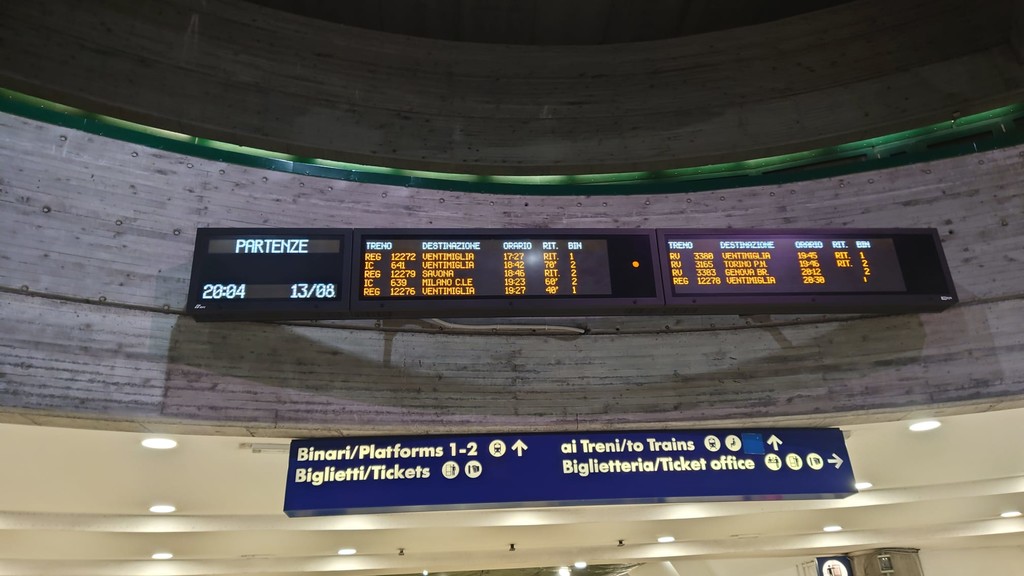 PARTENZE
20:04 13/08
TRENO DESTINAZIONE ORARIO RIT. BIN
REG 12272 VENTIMIGLIA 17:27 RIT. 1
IC 641 VENTIMIGLIA 18:42 70' 1
REG 12279 SAVONA 18:46 RIT. 2
IC 639 MILANO C.LE 19:23 60' 2
REG 12276 VENTIMIGLIA 19:27 40' 1
TRENO DESTINAZIONE ORARIO RIT. BIN
RV 3380 VENTIMIGLIA 19:45 RIT. 1
RV 3165 TORINO P.N. 19:46 RIT. 2
RV 3383 GENOVA BR. 20:12 2
REG 12278 VENTIMIGLIA 20:30 1
Binari/Platforms 1-2
Biglietti/Tickets
ai Treni/to Trains
Biglietteria/Ticket office